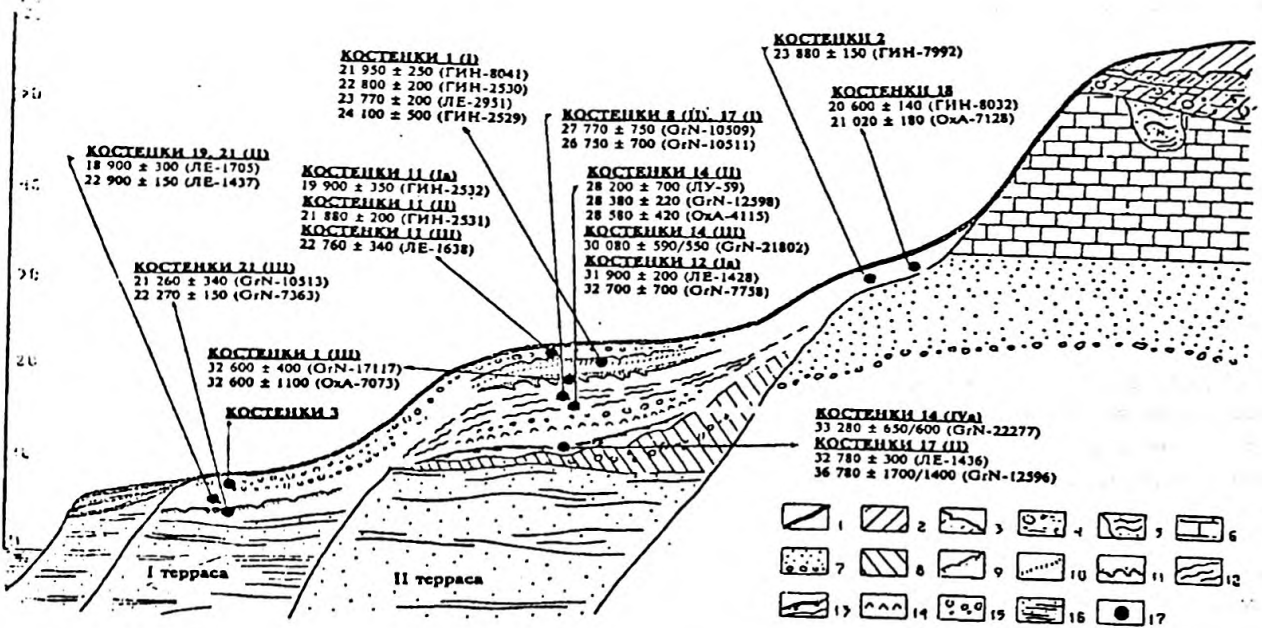 КОСТЕНКИ 2
23 880 ± 150 (ГИН-7992)
КОСТЕНКИ 1 (I)
21 950 ± 250 (ГИН-8041)
22 800 ± 200 (ГИН-2530)
23 770 ± 200 (ЛЕ-2951)
24 100 ± 500 (ГИН-2529)
КОСТЕНКИ 18
20 600 ± 140 (ГИН-8032)
21 020 ± 180 (OxA-7128)
КОСТЕНКИ 8 (II), 17 (I)
27 770 ± 750 (GrN-10509)
26 750 ± 700 (GrN-10511)
КОСТЕНКИ 19, 21 (II)
18 900 ± 300 (ЛЕ-1705)
22 900 ± 150 (ЛЕ-1437)
КОСТЕНКИ 11 (Ia)
19 900 ± 350 (ГИН-2532)
КОСТЕНКИ 11 (II)
21 880 ± 200 (ГИН-2531)
КОСТЕНКИ 11 (III)
22 760 ± 340 (ЛЕ-1638)
КОСТЕНКИ 14 (II)
28 200 ± 700 (ЛУ-59)
28 380 ± 220 (GrN-12598)
28 580 ± 420 (OxA-4115)
КОСТЕНКИ 14 (III)
30 080 ± 590/550 (GrN-21802)
КОСТЕНКИ 12 (Ia)
31 900 ± 200 (ЛЕ-1428)
32 700 ± 700 (GrN-7758)
КОСТЕНКИ 21 (III)
21 260 ± 340 (GrN-10513)
22 270 ± 150 (GrN-7363)
КОСТЕНКИ 1 (III)
32 600 ± 400 (GrN-17117)
32 600 ± 1100 (OxA-7073)
КОСТЕНКИ 3
КОСТЕНКИ 14 (IVa)
33 280 ± 650/600 (GrN-22277)
КОСТЕНКИ 17 (II)
32 780 ± 300 (ЛЕ-1436)
36 780 ± 1700/1400 (GrN-12596)
20
I терраса
II терраса
1 2 3 4 5 6
7 8 9 10 11 12
13 14 15 16 17